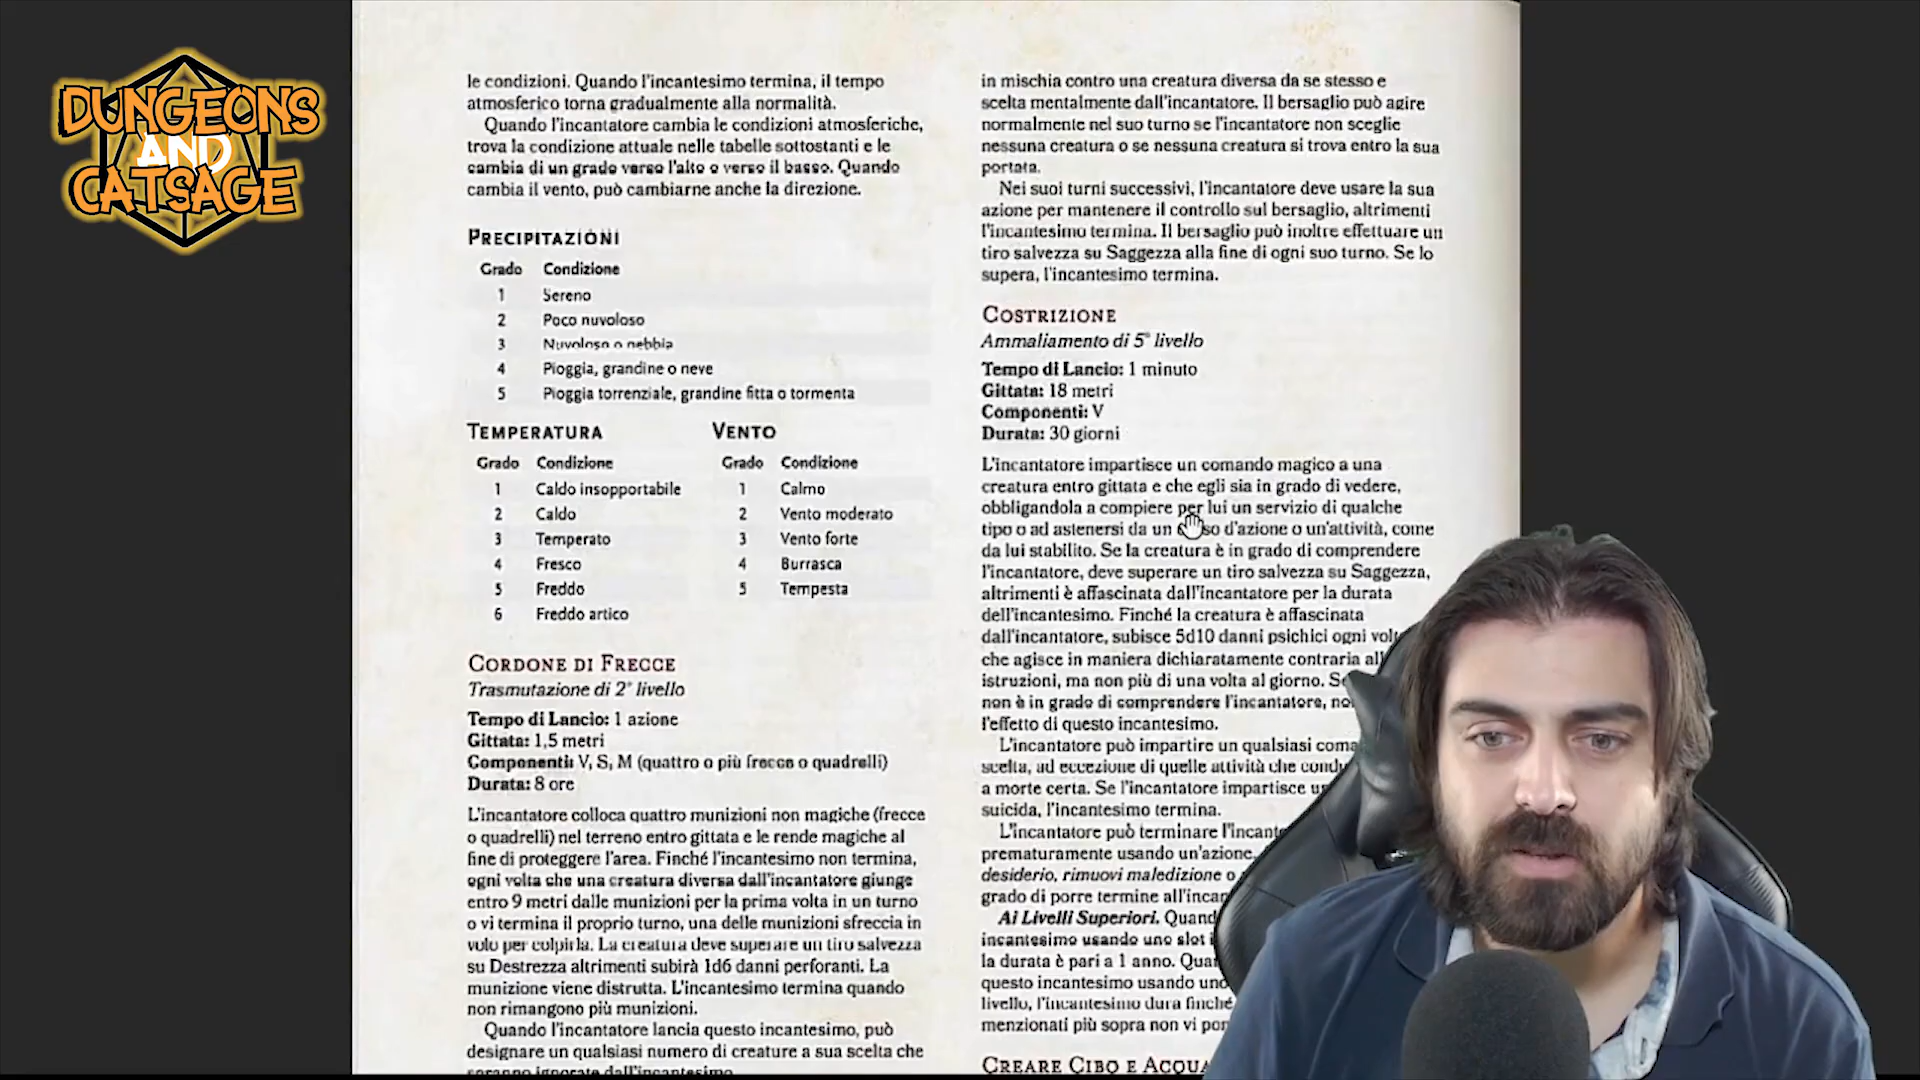 DUNGEONS
AND
CATSAGE
le condizioni. Quando l'incantesimo termina, il tempo
atmosferico torna gradualmente alla normalità.
Quando l'incantatore cambia le condizioni atmosferiche,
trova la condizione attuale nelle tabelle sottostanti e le
cambia di un grado verso l'alto o verso il basso. Quando
cambia il vento, può cambiarne anche la direzione.
PRECIPITAZIONI
Grado Condizione
1 Sereno
2 Poco nuvoloso
3 Nuvoloso o nebbia
4 Pioggia, grandine o neve
5 Pioggia torrenziale, grandine fitta o tormenta
TEMPERATURA
Grado Condizione
1 Caldo insopportabile
2 Caldo
3 Temperato
4 Fresco
5 Freddo
6 Freddo artico
VENTO
Grado Condizione
1 Calmo
2 Vento moderato
3 Vento forte
4 Burrasca
5 Tempesta
CORDONE DI FRECCE
Trasmutazione di 2° livello
Tempo di Lancio: 1 azione
Gittata: 1,5 metri
Componenti: V, S, M (quattro o più frecce o quadrelli)
Durata: 8 ore
L'incantatore colloca quattro munizioni non magiche (frecce
o quadrelli) nel terreno entro gittata e le rende magiche al
fine di proteggere l'area. Finché l'incantesimo non termina,
ogni volta che una creatura diversa dall'incantatore giunge
entro 9 metri dalle munizioni per la prima volta in un turno
o vi termina il proprio turno, una delle munizioni sfreccia in
volo per colpirla. La creatura deve superare un tiro salvezza
su Destrezza altrimenti subirà 1d6 danni perforanti. La
munizione viene distrutta. L'incantesimo termina quando
non rimangono più munizioni.
Quando l'incantatore lancia questo incantesimo, può
designare un qualsiasi numero di creature a sua scelta che
saranno ignorate dall'incantesimo.
in mischia contro una creatura diversa da se stesso e
scelta mentalmente dall'incantatore. Il bersaglio può agire
normalmente nel suo turno se l'incantatore non sceglie
nessuna creatura o se nessuna creatura si trova entro la sua
portata.
Nei suoi turni successivi, l'incantatore deve usare la sua
azione per mantenere il controllo sul bersaglio, altrimenti
l'incantesimo termina. Il bersaglio può inoltre effettuare un
tiro salvezza su Saggezza alla fine di ogni suo turno. Se lo
supera, l'incantesimo termina.
COSTRIZIONE
Ammaliamento di 5° livello
Tempo di Lancio: 1 minuto
Gittata: 18 metri
Componenti: V
Durata: 30 giorni
L'incantatore impartisce un comando magico a una
creatura entro gittata e che egli sia in grado di vedere,
obbligandola a compiere per lui un servizio di qualche
tipo o ad astenersi da un corso d'azione o un'attività, come
da lui stabilito. Se la creatura è in grado di comprendere
l'incantatore, deve superare un tiro salvezza su Saggezza,
altrimenti è affascinata dall'incantatore per la durata
dell'incantesimo. Finché la creatura è affascinata
dall'incantatore, subisce 5d10 danni psichici ogni
che agisce in maniera dichiaratamente contraria
istruzioni, ma non più di una volta al giorno.
non è in grado di comprendere l'incantatore,
l'effetto di questo incantesimo.
L'incantatore può impartire un qualsiasi
scelta, ad eccezione di quelle attività che
a morte certa. Se l'incantatore impartisce
suicida, l'incantesimo termina.
L'incantatore può terminare
prematuramente usando un'azione.
desiderio, rimuovi maledizione o
grado di porre termine
Ai Livelli Superiori.
incantesimo usando uno slot
la durata è pari a 1 anno.
questo incantesimo usando
livello, l'incantesimo dura finché
menzionati più sopra non vi
CREARE CIBO E ACQUA